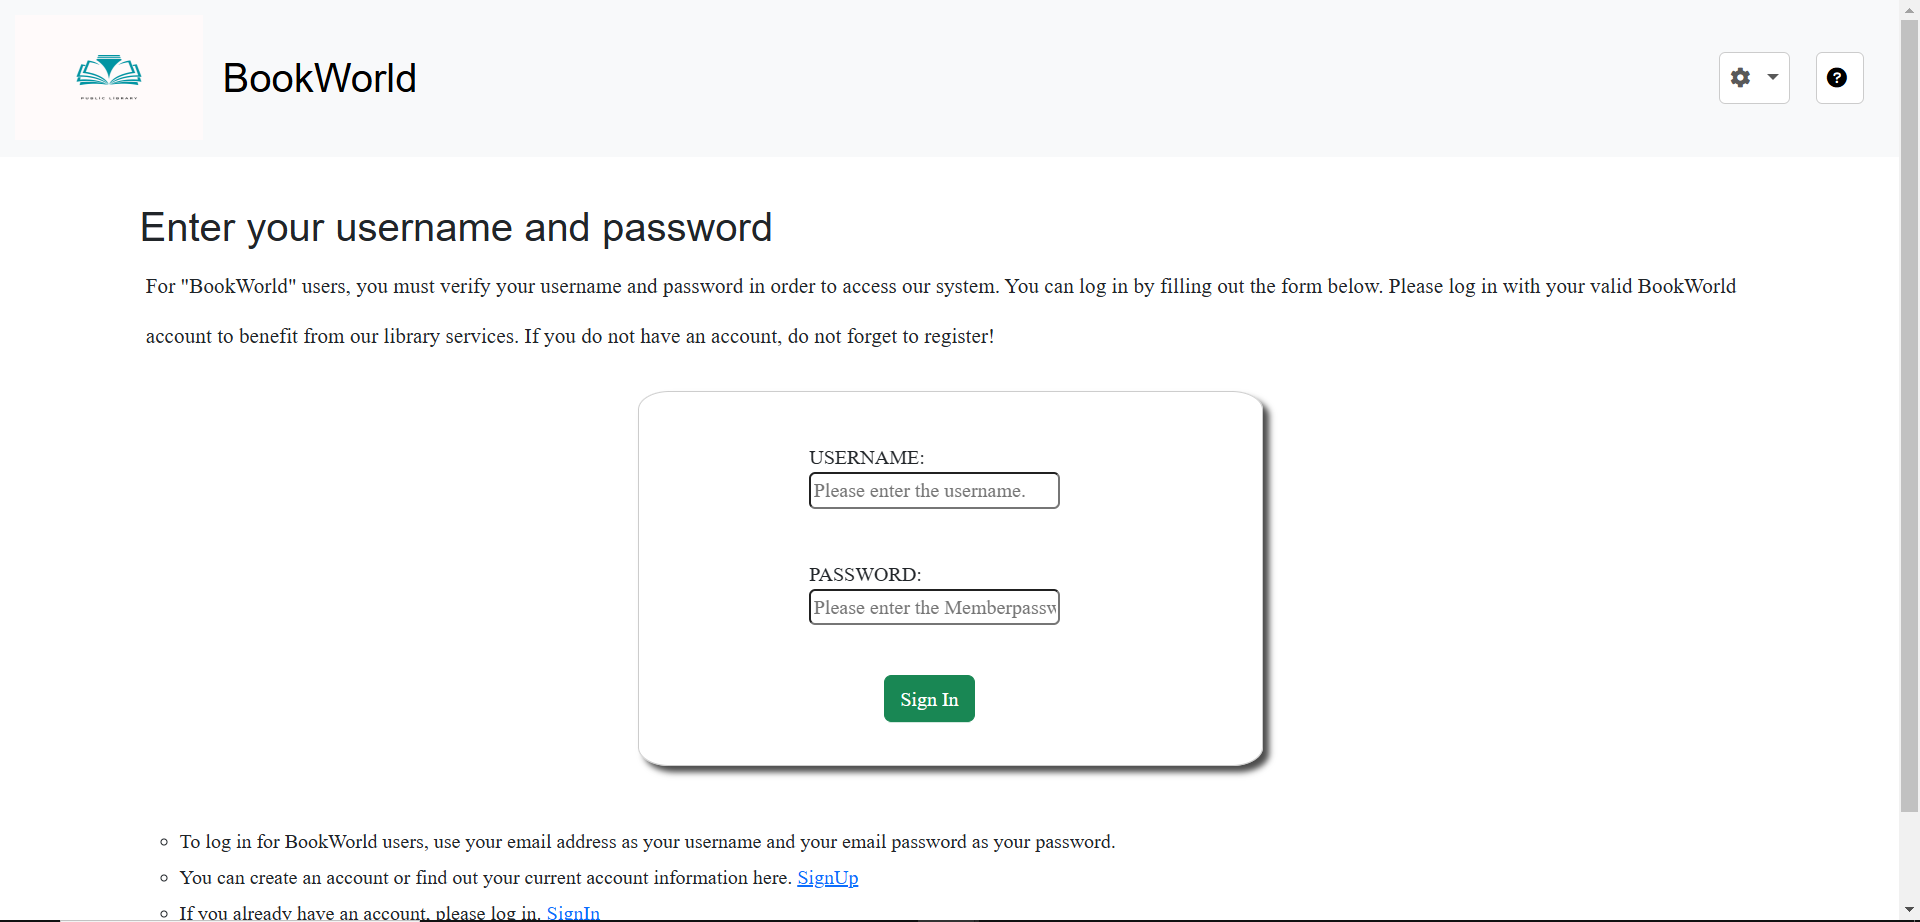 PUBLIC LIBRARY
BookWorld
Enter your username and password
For "BookWorld" users, you must verify your username and password in order to access our system. You can log in by filling out the form below. Please log in with your valid BookWorld
account to benefit from our library services. If you do not have an account, do not forget to register!
USERNAME:
Please enter the username.
PASSWORD:
Please enter the Memberpassw
Sign In
To log in for BookWorld users, use your email address as your username and your email password as your password.
You can create an account or find out your current account information here. SignUp
If you already have an account, please log in. SignIn